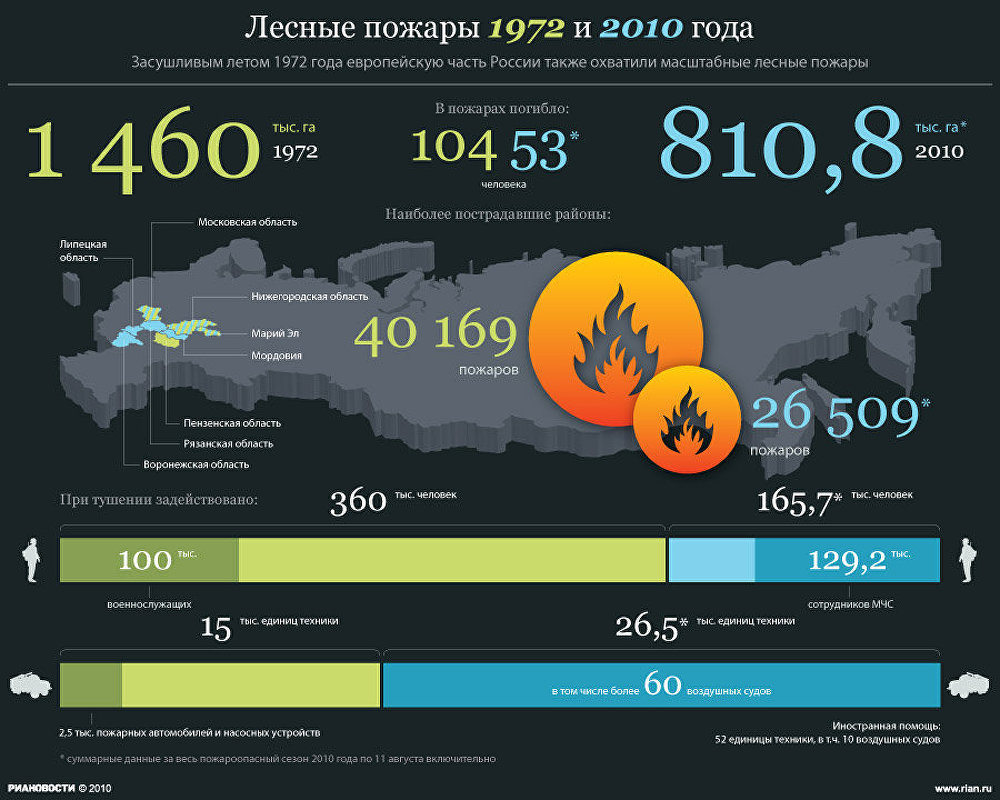 Лесные пожары 1972 и 2010 года
Засушливым летом 1972 года европейскую часть России также охватили масштабные лесные пожары
1 460 тыс. га
1972
В пожарах погибло:
104 53*
человека
810,8 тыс. га*
2010
Наиболее пострадавшие районы:
Московская область
Липецкая
область
Нижегородская область
Марий Эл
Мордовия
Пензенская область
Рязанская область
Воронежская область
40 169
пожаров
26 509*
пожаров
При тушении задействовано:
360 тыс. человек
165,7* тыс. человек
100 тыс.
129,2 тыс.
военнослужащих
сотрудников МЧС
15 тыс. единиц техники
26,5* тыс. единиц техники
в том числе более 60 воздушных судов
2,5 тыс. пожарных автомобилей и насосных устройств
Иностранная помощь:
52 единицы техники, в т.ч. 10 воздушных судов
* суммарные данные за весь пожароопасный сезон 2010 года по 11 августа включительно
РИАНОВОСТИ © 2010
www.rian.ru